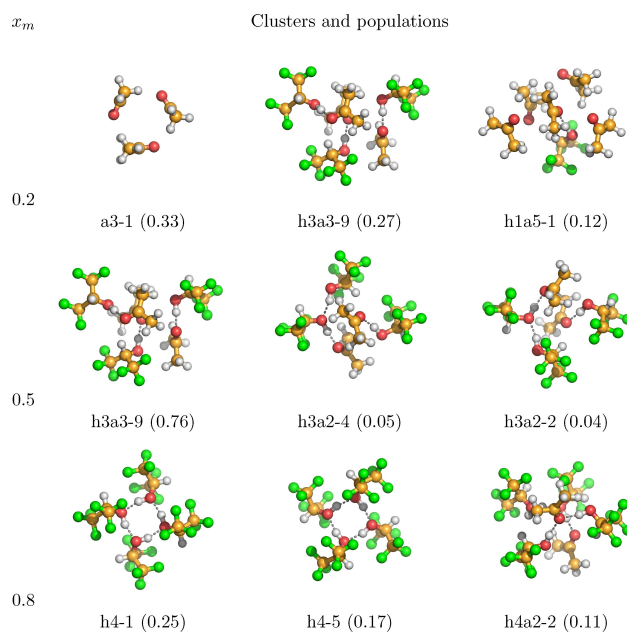 x_m Clusters and populations
0.2
a3-1 (0.33) h3a3-9 (0.27) h1a5-1 (0.12)
0.5
h3a3-9 (0.76) h3a2-4 (0.05) h3a2-2 (0.04)
0.8
h4-1 (0.25) h4-5 (0.17) h4a2-2 (0.11)